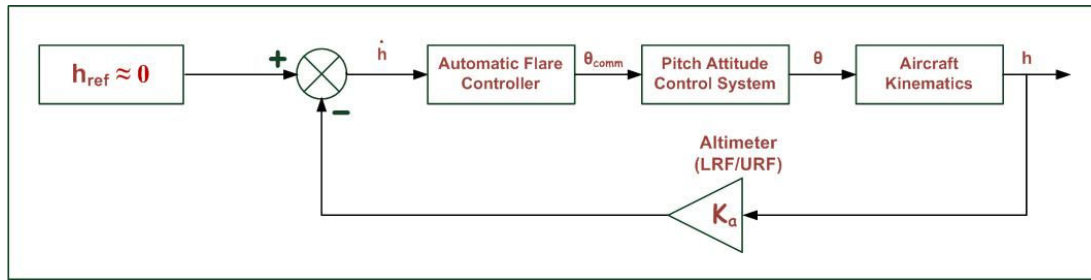 h_ref ≈ 0
+
−
ḣ
Automatic Flare
Controller
θ_comm
Pitch Attitude
Control System
θ
Aircraft
Kinematics
h
Altimeter
(LRF/URF)
K_a